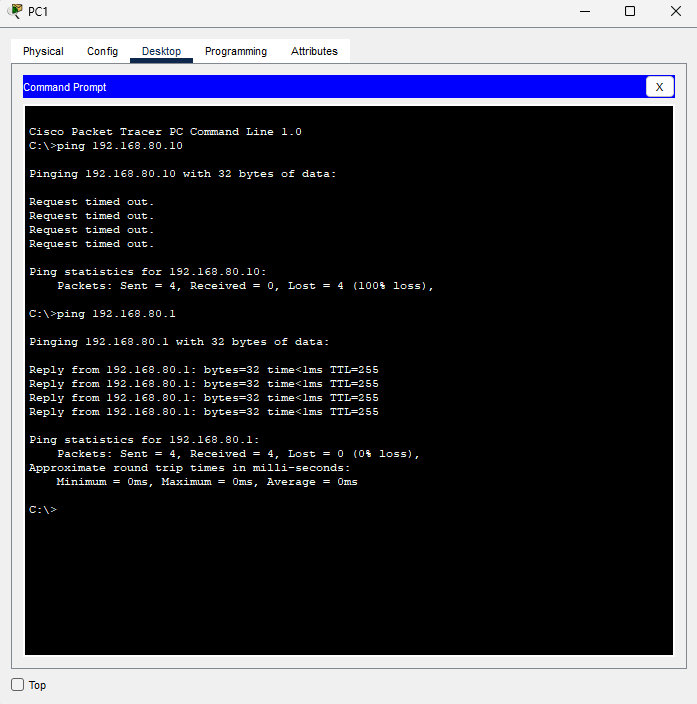 PC1
Physical Config Desktop Programming Attributes
Command Prompt X
Cisco Packet Tracer PC Command Line 1.0
C:\>ping 192.168.80.10
Pinging 192.168.80.10 with 32 bytes of data:
Request timed out.
Request timed out.
Request timed out.
Request timed out.
Ping statistics for 192.168.80.10:
    Packets: Sent = 4, Received = 0, Lost = 4 (100% loss),
C:\>ping 192.168.80.1
Pinging 192.168.80.1 with 32 bytes of data:
Reply from 192.168.80.1: bytes=32 time<1ms TTL=255
Reply from 192.168.80.1: bytes=32 time<1ms TTL=255
Reply from 192.168.80.1: bytes=32 time<1ms TTL=255
Reply from 192.168.80.1: bytes=32 time<1ms TTL=255
Ping statistics for 192.168.80.1:
    Packets: Sent = 4, Received = 4, Lost = 0 (0% loss),
Approximate round trip times in milli-seconds:
    Minimum = 0ms, Maximum = 0ms, Average = 0ms
C:\>
Top